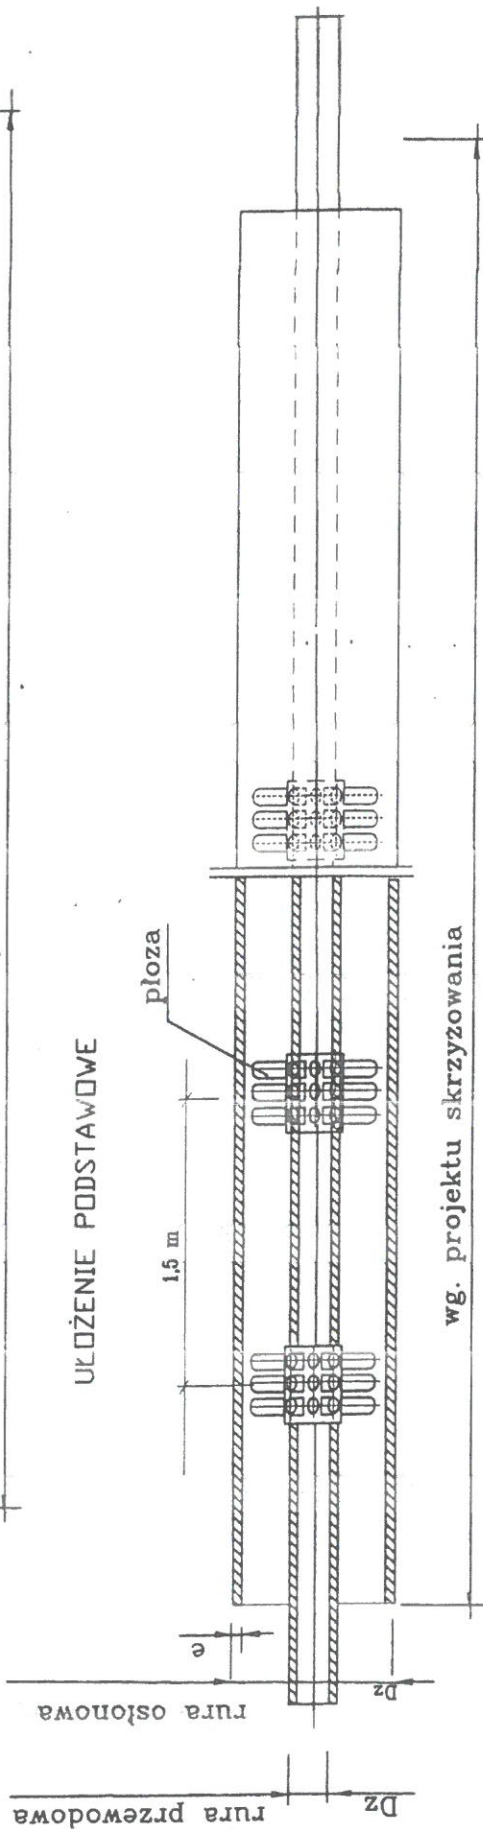 UŁOŻENIE PODSTAWOWE
płoza
1,5 m
wg. projektu skrzyżowania
e
rura osłonowa
Dz
rura przewodowa
Dz